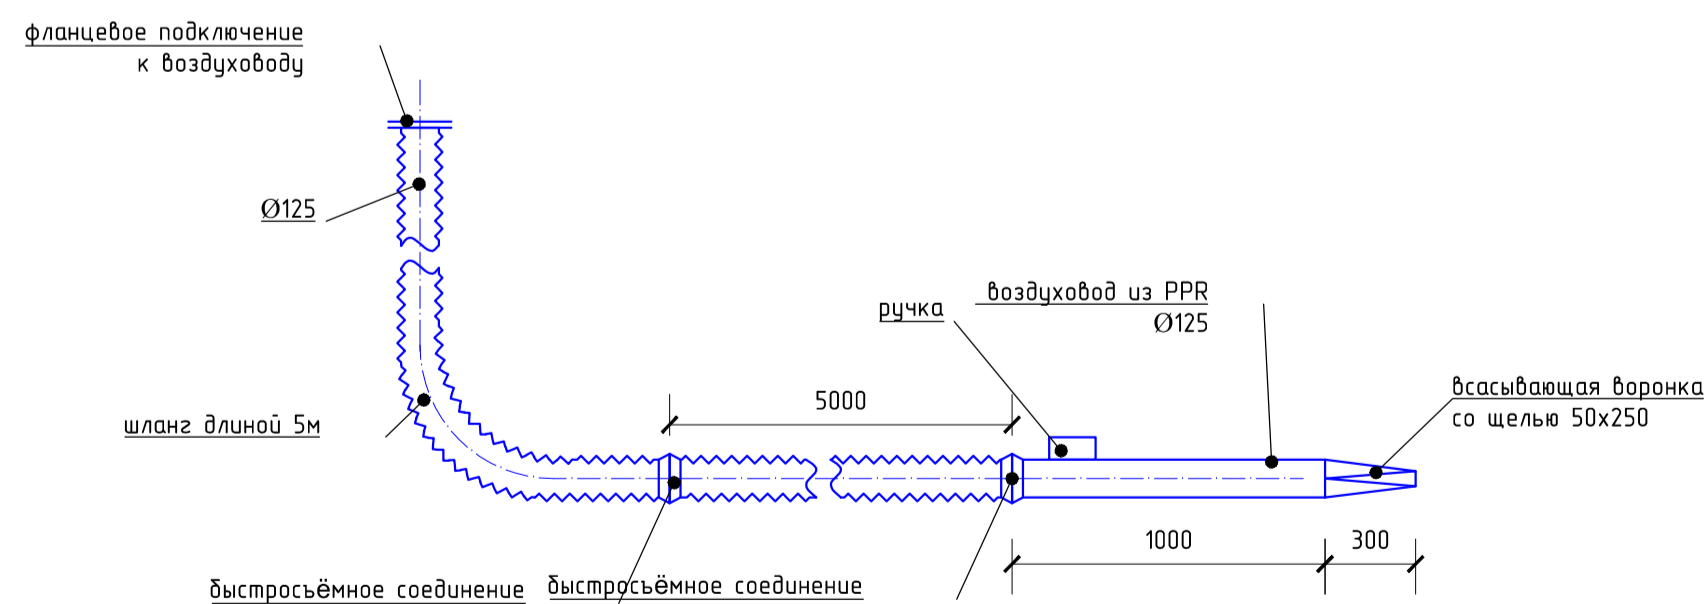 фланцевое подключение
к воздуховоду
Ø125
воздуховод из PPR
Ø125
ручка
всасывающая воронка
со щелью 50x250
5000
шланг длиной 5м
1000
300
быстросъёмное соединение
быстросъёмное соединение